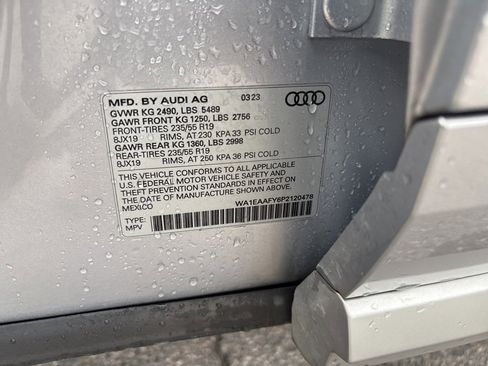 MFD. BY AUDI AG 03 23
GVWR KG 2490, LBS 5489
GAWR FRONT KG 1250, LBS 2756
FRONT-TIRES 235/55 R19
8JX19 RIMS, AT 230 KPA 33 PSI COLD
GAWR REAR KG 1360, LBS 2998
REAR-TIRES 235/55 R19
8JX19 RIMS, AT 250 KPA 36 PSI COLD
THIS VEHICLE CONFORMS TO ALL APPLICABLE
U.S. FEDERAL MOTOR VEHICLE SAFETY AND
THEFT PREVENTION STANDARDS IN EFFECT ON
THE DATE OF MANUFACTURE SHOWN ABOVE.
MEXICO WA1EAAFY6P2120478
TYPE:
MPV